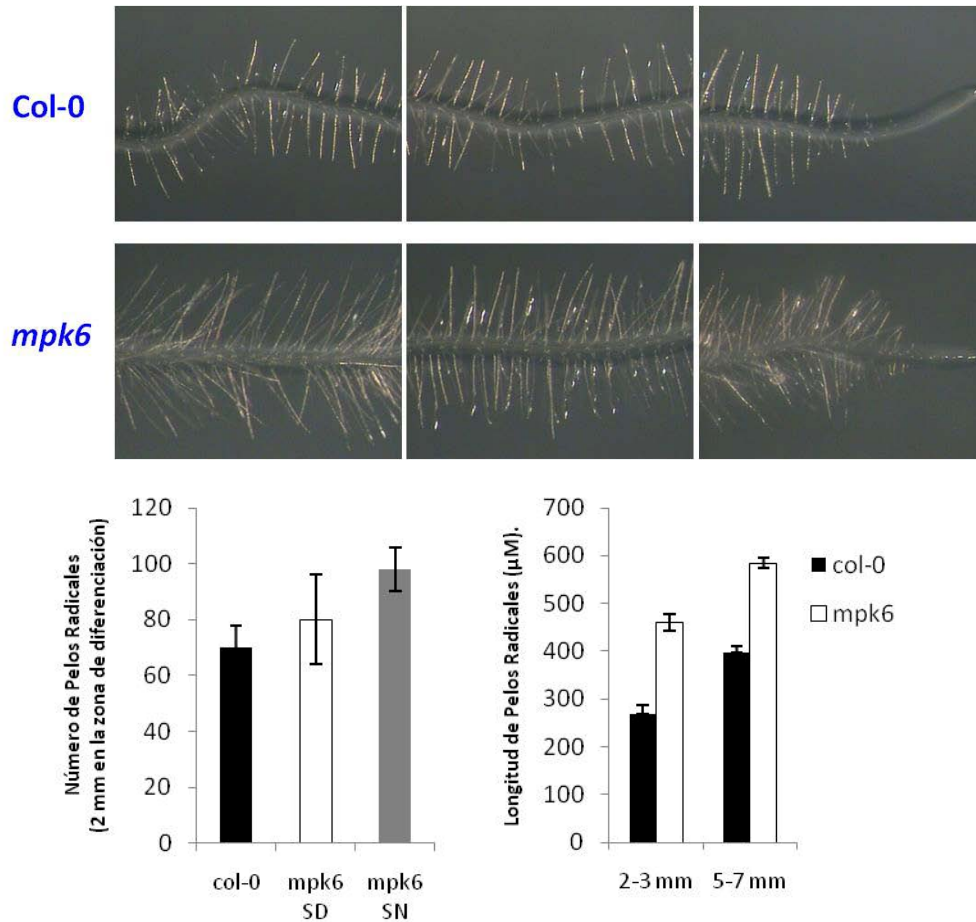 Col-0
mpk6
Número de Pelos Radicales
(2 mm en la zona de diferenciación)
120
100
80
60
40
20
0
col-0
mpk6
SD
mpk6
SN
Longitud de Pelos Radicales (µM).
700
600
500
400
300
200
100
0
2-3 mm
5-7 mm
col-0
mpk6